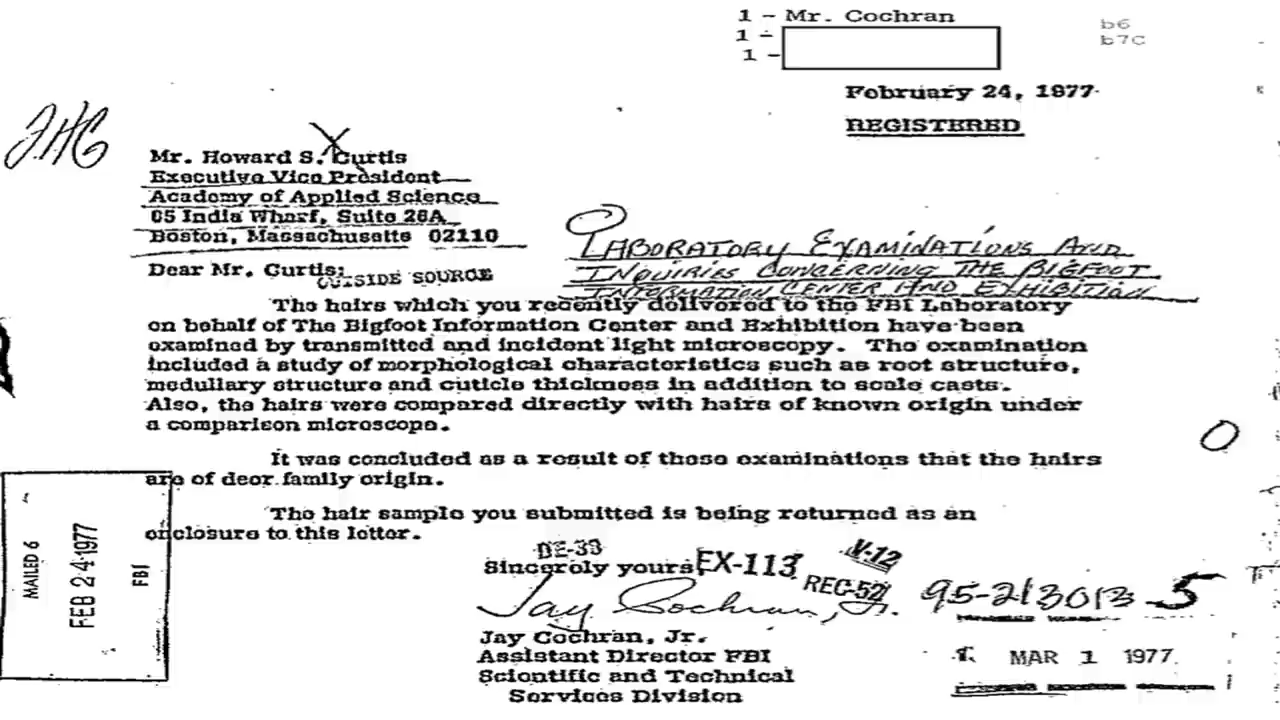 1 - Mr. Cochran
1 -
1 -
b6
b7C
February 24, 1977
REGISTERED
JHG
Mr. Howard S. Curtis
Executive Vice President
Academy of Applied Science
65 India Wharf, Suite 26A
Boston, Massachusetts 02110
Dear Mr. Curtis:
OUTSIDE SOURCE
LABORATORY EXAMINATIONS AND
INQUIRIES CONCERNING THE BIGFOOT
INFORMATION CENTER AND EXHIBITION
The hairs which you recently delivered to the FBI Laboratory
on behalf of The Bigfoot Information Center and Exhibition have been
examined by transmitted and incident light microscopy. The examination
included a study of morphological characteristics such as root structure,
medullary structure and cuticle thickness in addition to scale casts.
Also, the hairs were compared directly with hairs of known origin under
a comparison microscope.
It was concluded as a result of these examinations that the hairs
are of deer family origin.
The hair sample you submitted is being returned as an
enclosure to this letter.
MAILED 6
FEB 24 1977
FBI
DE-33
Sincerely yours,
EX-113
V-12
REC-52
95-213013-5
Jay Cochran, Jr.
Jay Cochran, Jr.
Assistant Director FBI
Scientific and Technical
Services Division
MAR 1 1977